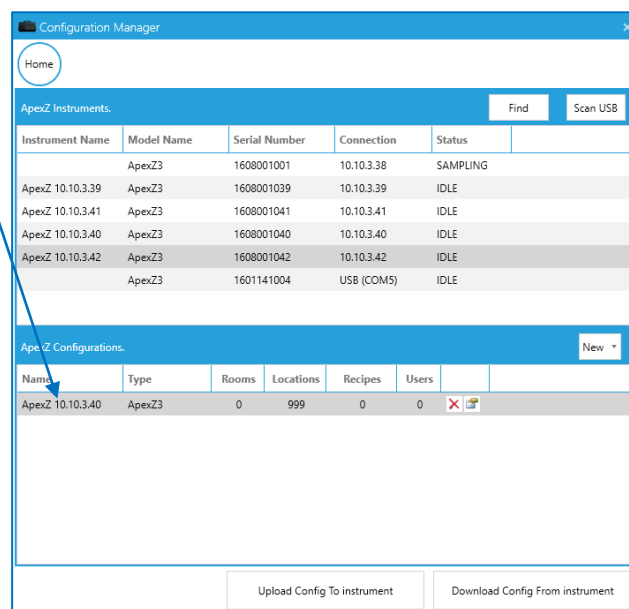 Configuration Manager
Home
ApexZ Instruments. Find Scan USB
Instrument Name Model Name Serial Number Connection Status
ApexZ3 1608001001 10.10.3.38 SAMPLING
ApexZ 10.10.3.39 ApexZ3 1608001039 10.10.3.39 IDLE
ApexZ 10.10.3.41 ApexZ3 1608001041 10.10.3.41 IDLE
ApexZ 10.10.3.40 ApexZ3 1608001040 10.10.3.40 IDLE
ApexZ 10.10.3.42 ApexZ3 1608001042 10.10.3.42 IDLE
ApexZ3 1601141004 USB (COM5) IDLE
ApexZ Configurations. New
Name Type Rooms Locations Recipes Users
ApexZ 10.10.3.40 ApexZ3 0 999 0 0
Upload Config To instrument Download Config From instrument